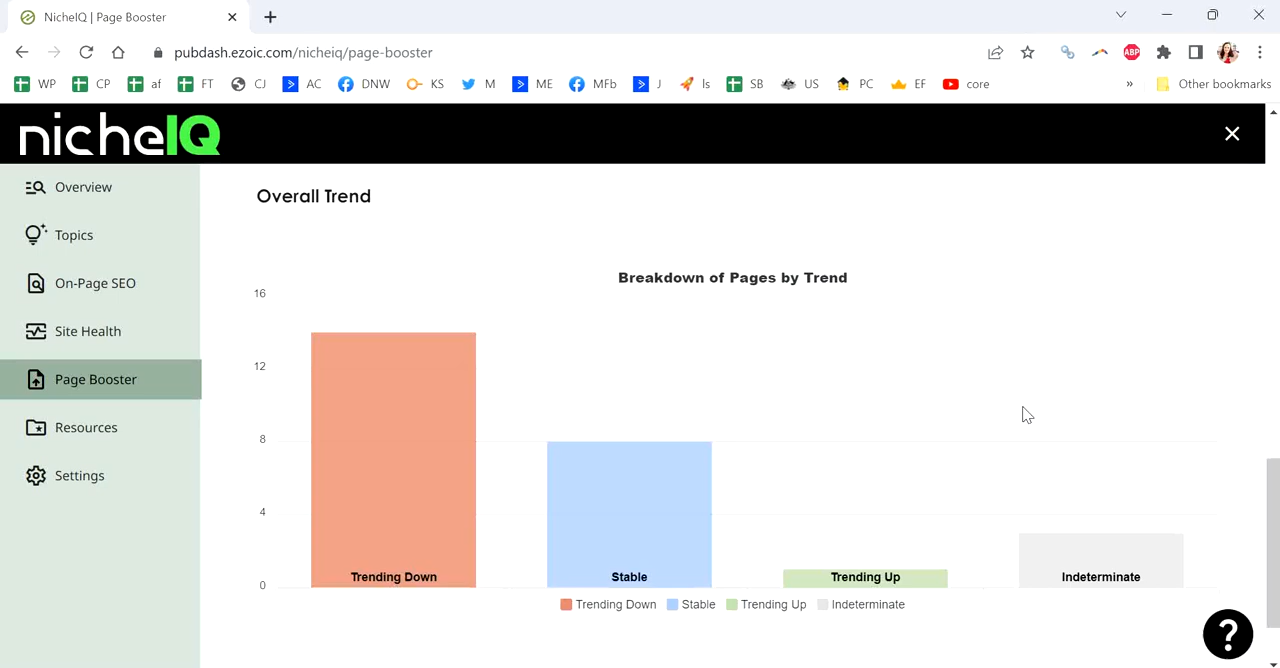 NicheIQ | Page Booster
pubdash.ezoic.com/nicheiq/page-booster
ABP
WP CP af FT CJ AC DNW KS M ME MFb J ls SB US PC EF core » Other bookmarks
nicheIQ
Overview
Topics
On-Page SEO
Site Health
Page Booster
Resources
Settings
Overall Trend
Breakdown of Pages by Trend
16
12
8
4
0
Trending Down Stable Trending Up Indeterminate
Trending Down Stable Trending Up Indeterminate
?